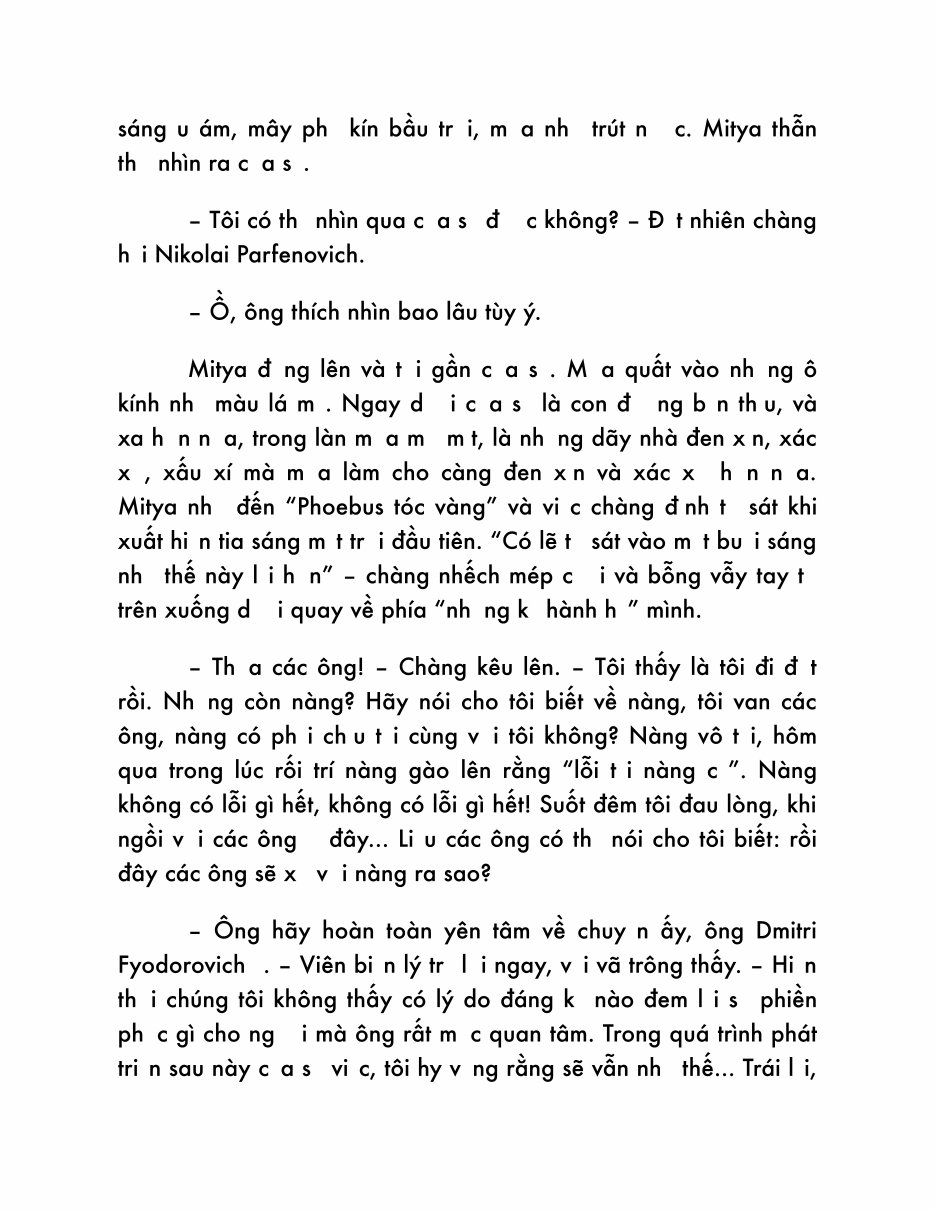 sáng u ám, mây ph kín bầu tr i, m a nh trút n c. Mitya thẫn
th nhìn ra c a s .
– Tôi có th nhìn qua c a s đ c không? – Đ t nhiên chàng
h i Nikolai Parfenovich.
– Ồ, ông thích nhìn bao lâu tùy ý.
Mitya đ ng lên và t i gần c a s . M a quất vào nh ng ô
kính nh màu lá m . Ngay d i c a s là con đ ng b n th u, và
xa h n n a, trong làn m a m m t, là nh ng dãy nhà đen x n, xác
x , xấu xí mà m a làm cho càng đen x n và xác x h n n a.
Mitya nh đến “Phoebus tóc vàng” và vi c chàng đ nh t sát khi
xuất hi n tia sáng m t tr i đầu tiên. “Có lẽ t sát vào m t bu i sáng
nh thế này l i h n” – chàng nhếch mép c i và bỗng vẫy tay t
trên xuống d i quay về phía “nh ng k hành h ” mình.
– Th a các ông! – Chàng kêu lên. – Tôi thấy là tôi đi đ t
rồi. Nh ng còn nàng? Hãy nói cho tôi biết về nàng, tôi van các
ông, nàng có ph i ch u t i cùng v i tôi không? Nàng vô t i, hôm
qua trong lúc rối trí nàng gào lên rằng “lỗi t i nàng c ”. Nàng
không có lỗi gì hết, không có lỗi gì hết! Suốt đêm tôi đau lòng, khi
ngồi v i các ông đây... Li u các ông có th nói cho tôi biết: rồi
đây các ông sẽ x v i nàng ra sao?
– Ông hãy hoàn toàn yên tâm về chuy n ấy, ông Dmitri
Fyodorovich . – Viên bi n lý tr l i ngay, v i vã trông thấy. – Hi n
th i chúng tôi không thấy có lý do đáng k nào đem l i s phiền
ph c gì cho ng i mà ông rất m c quan tâm. Trong quá trình phát
tri n sau này c a s vi c, tôi hy v ng rằng sẽ vẫn nh thế... Trái l i,